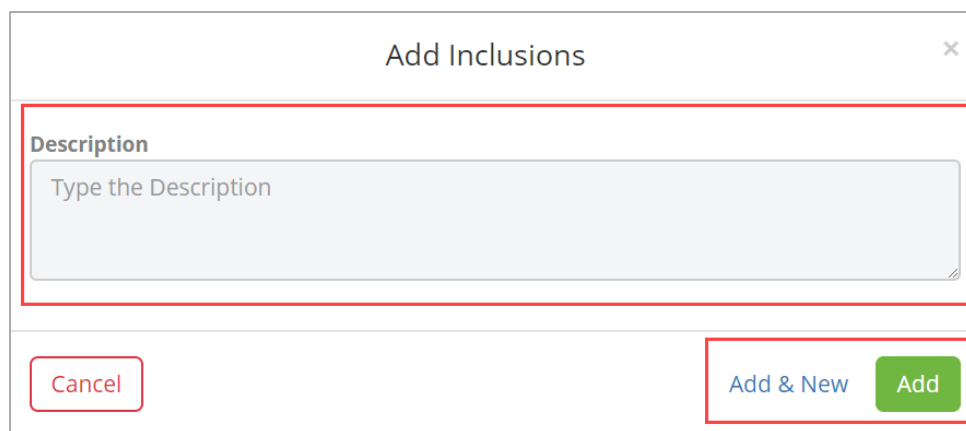 Add Inclusions ×
Description
Type the Description
Cancel Add & New Add